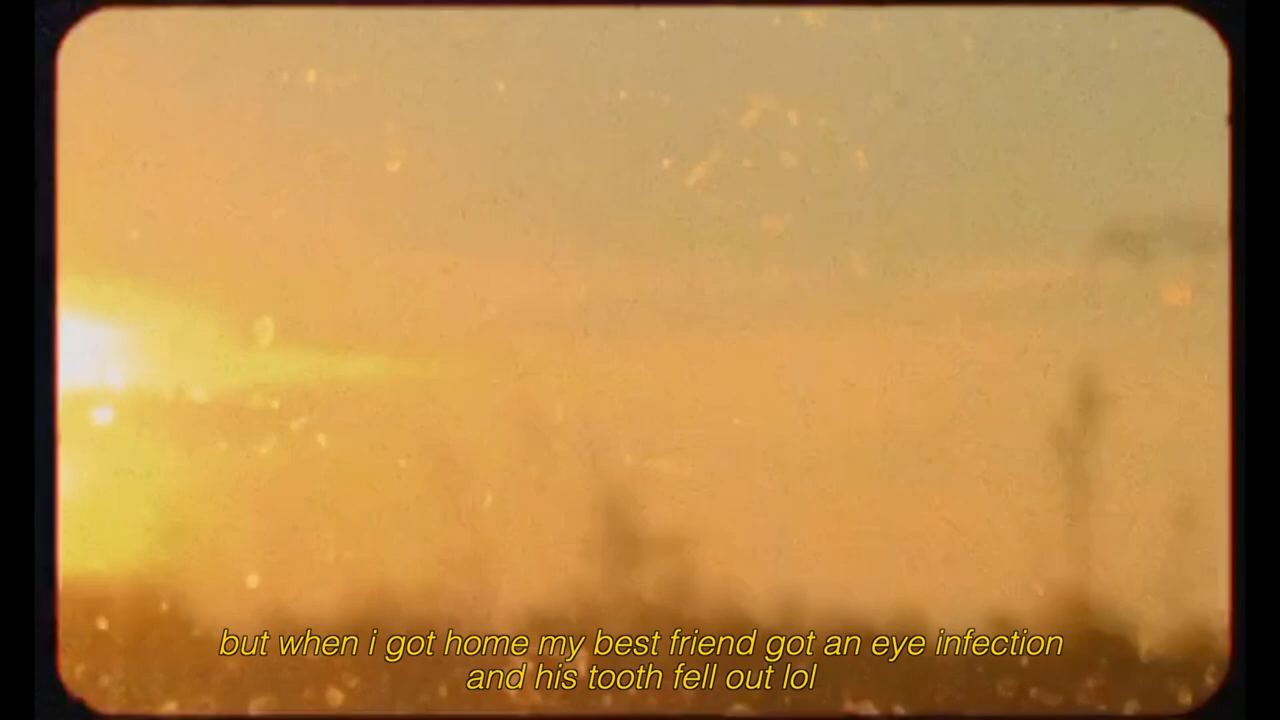 but when i got home my best friend got an eye infection
and his tooth fell out lol